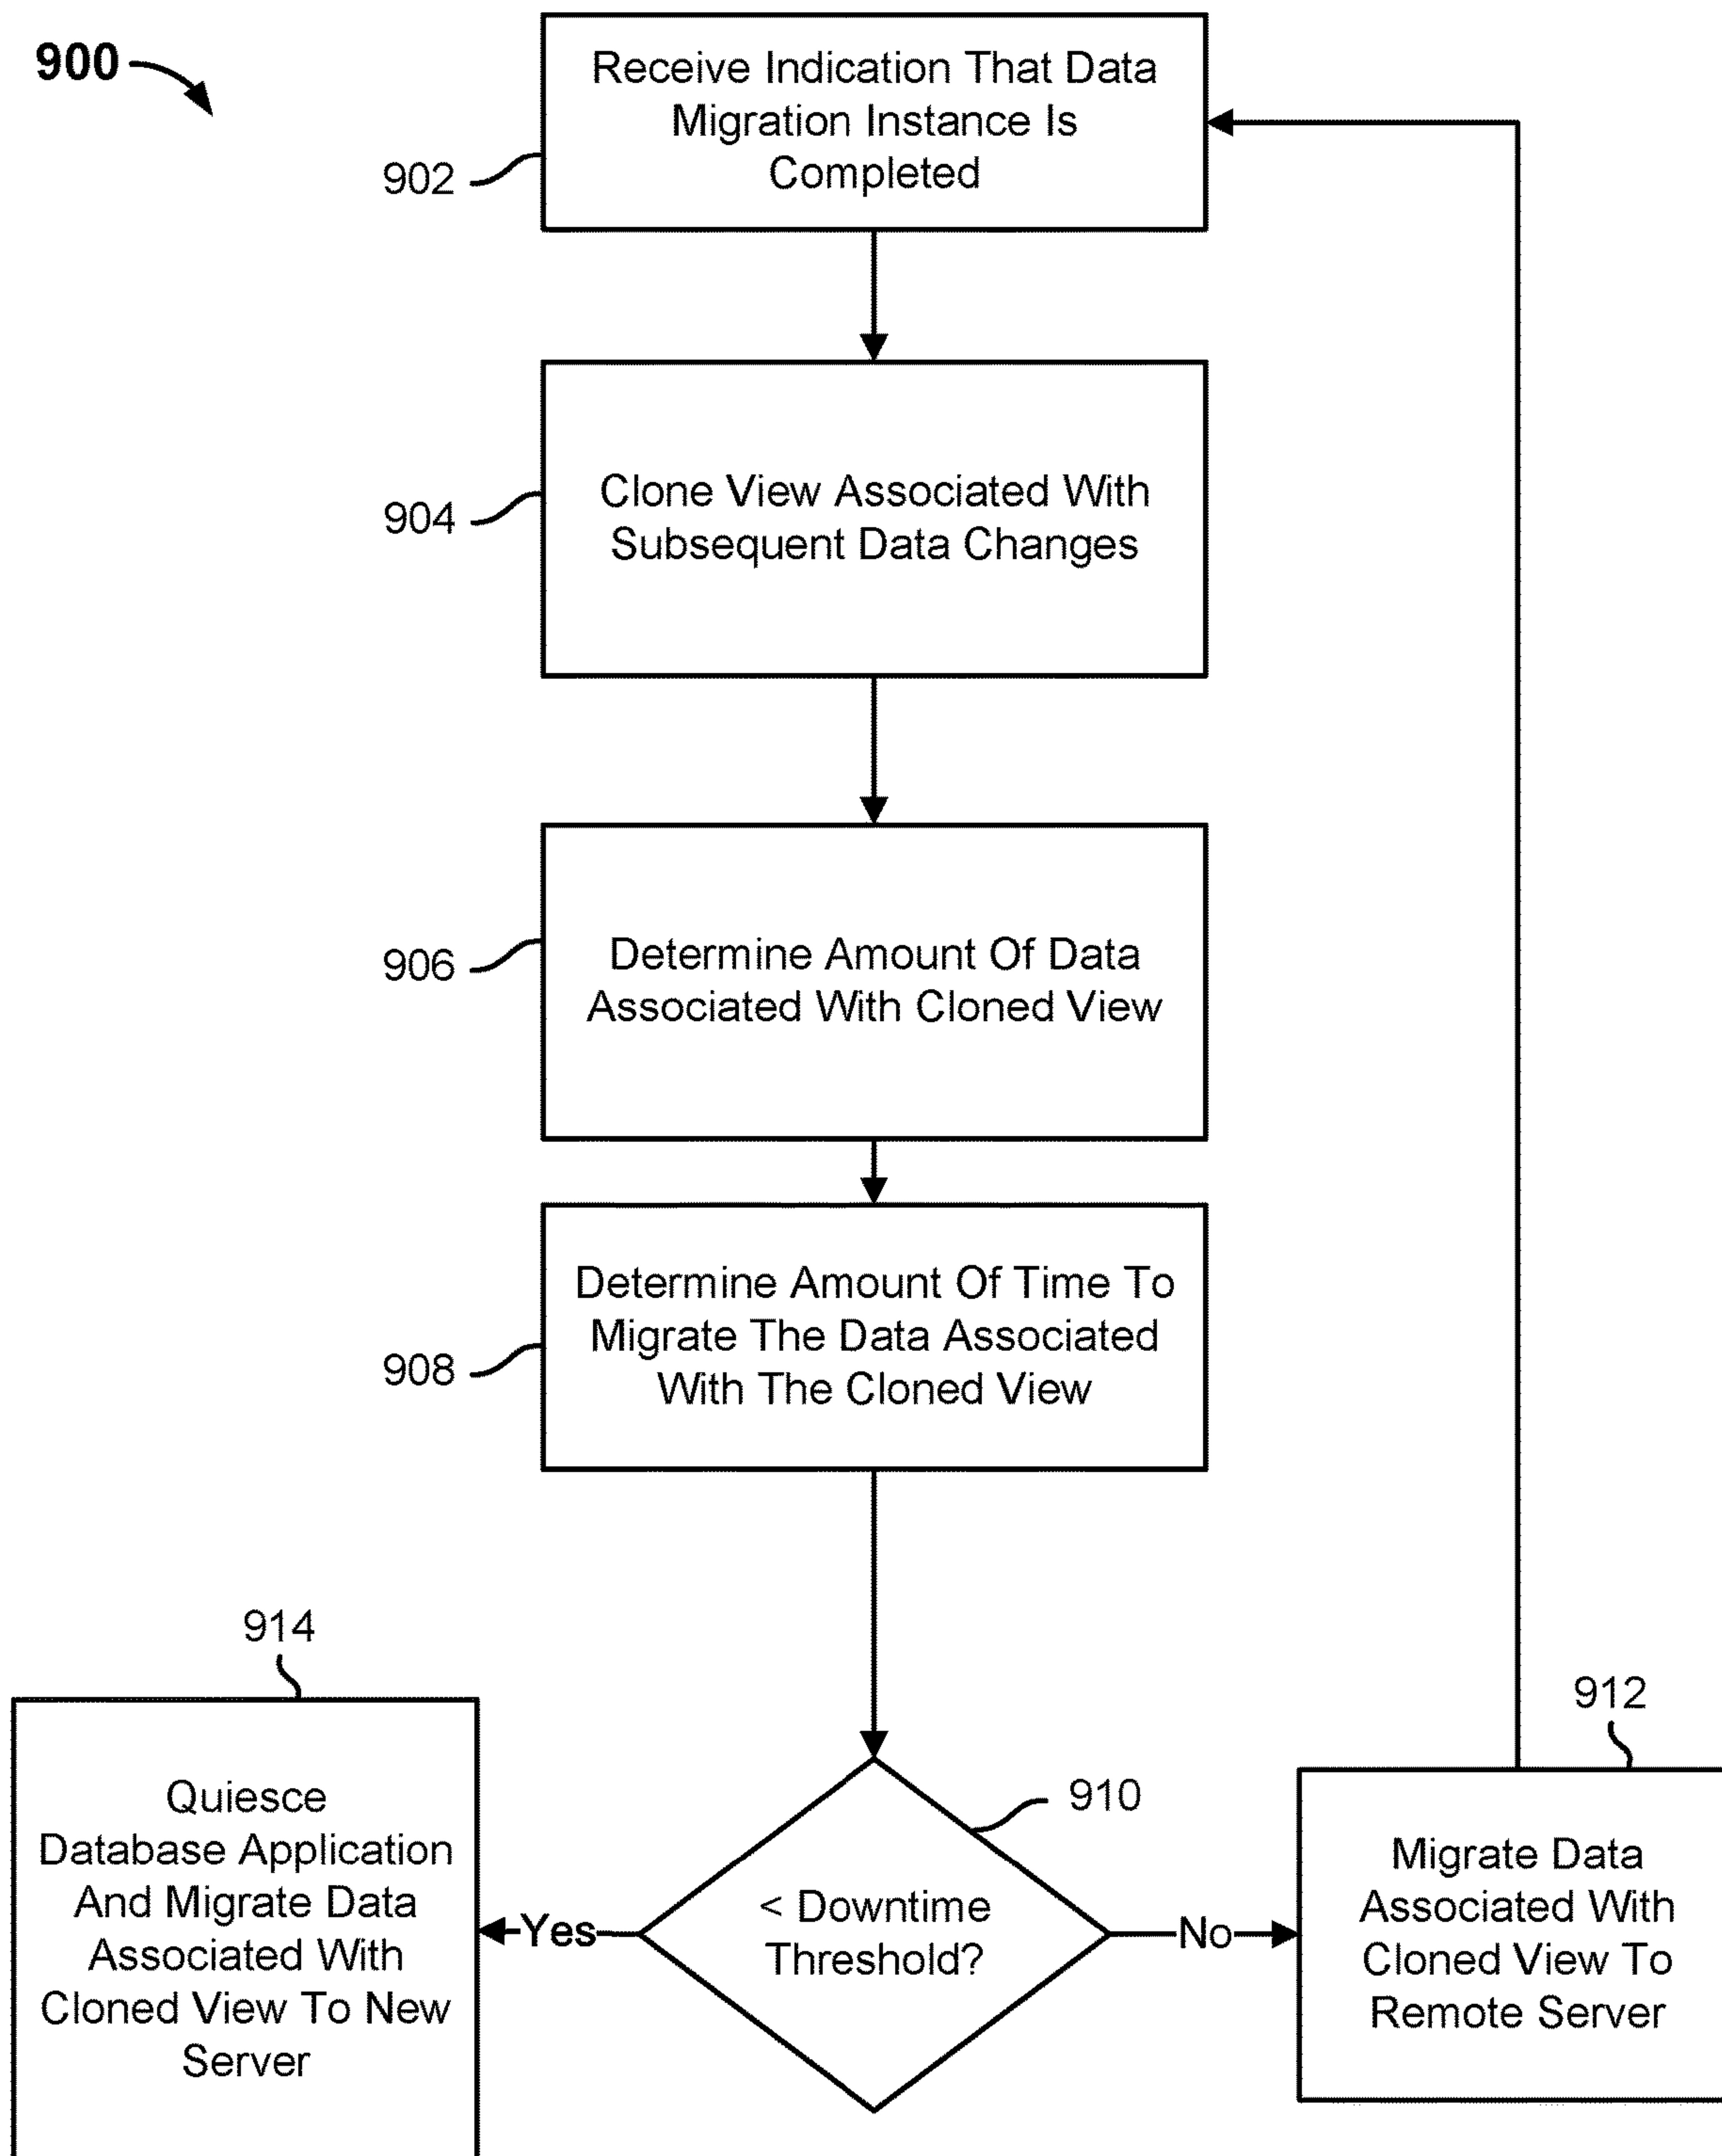 900
Receive Indication That Data
Migration Instance Is
Completed
902
Clone View Associated With
Subsequent Data Changes
904
Determine Amount Of Data
Associated With Cloned View
906
Determine Amount Of Time To
Migrate The Data Associated
With The Cloned View
908
914
Quiesce
Database Application
And Migrate Data
Associated With
Cloned View To New
Server
Yes
910
< Downtime
Threshold?
No
912
Migrate Data
Associated With
Cloned View To
Remote Server